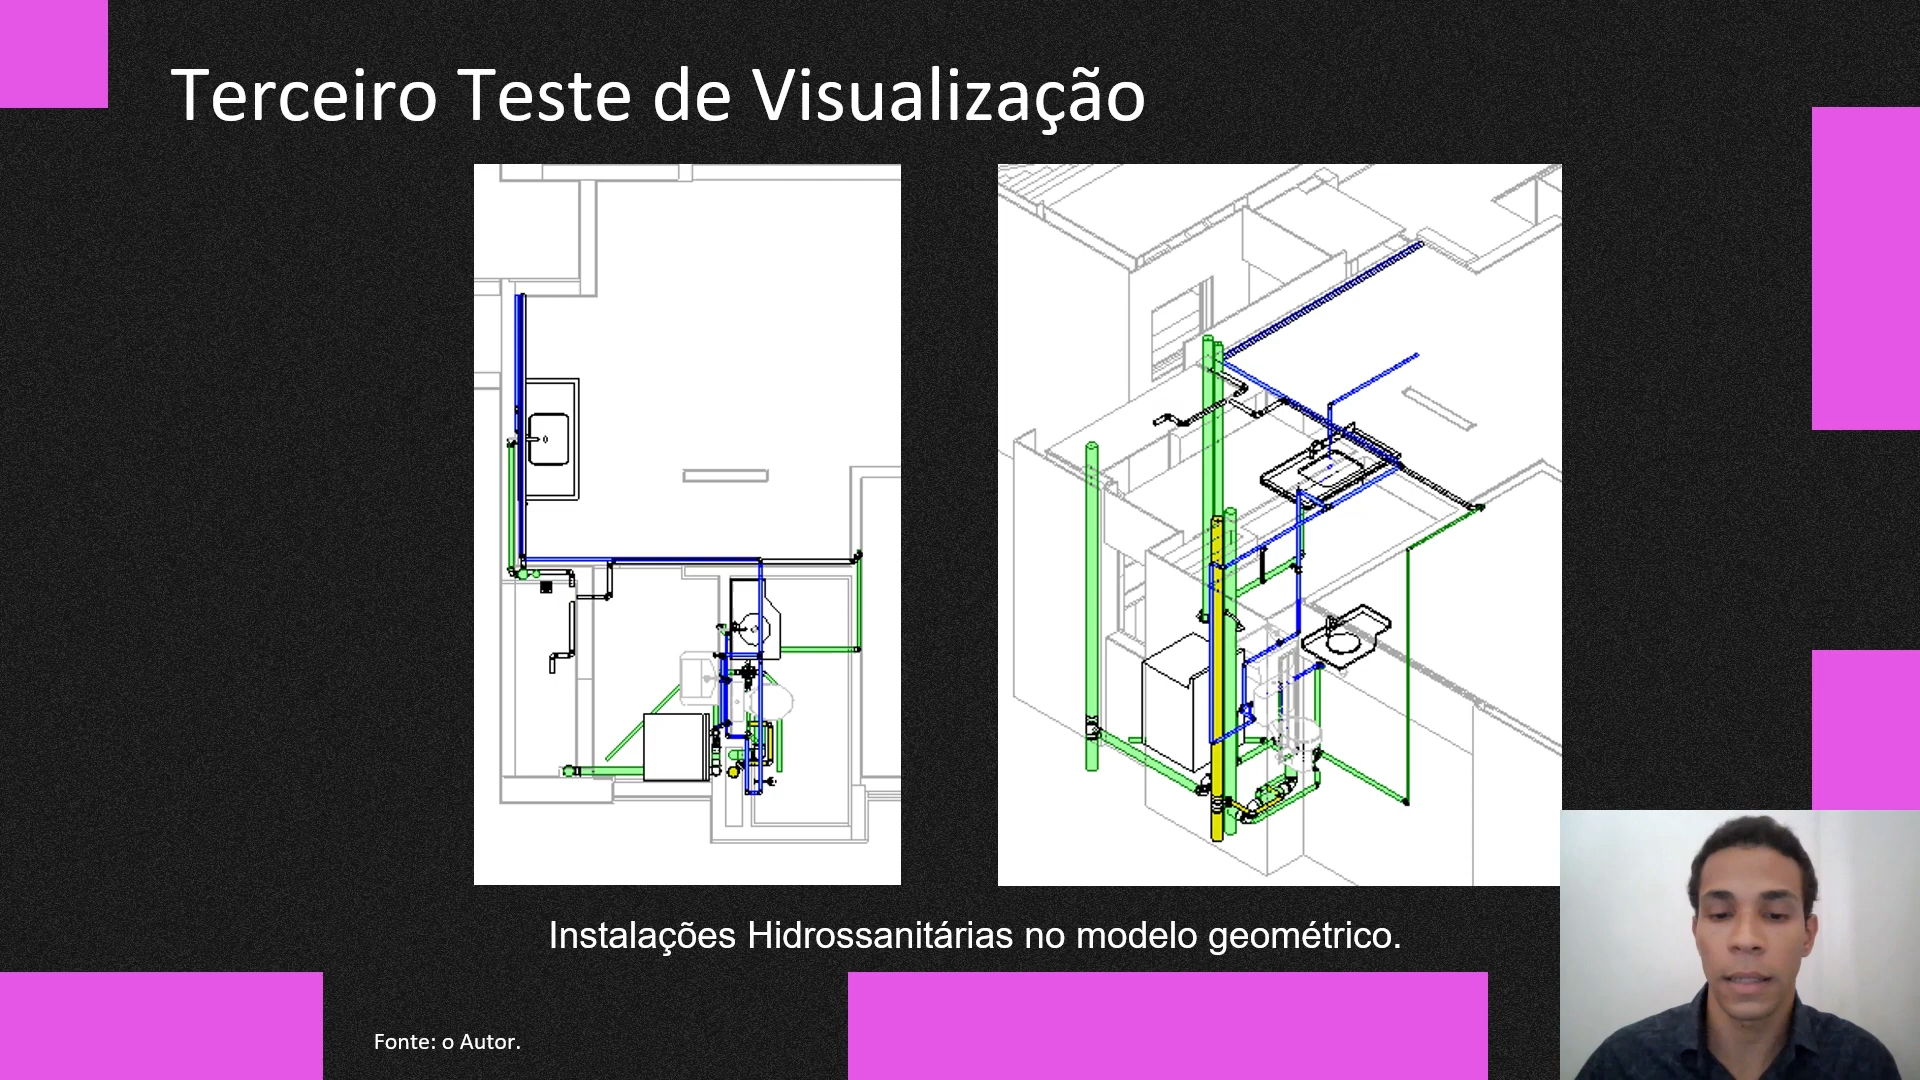 Terceiro Teste de Visualização
Instalações Hidrossanitárias no modelo geométrico.
Fonte: o Autor.